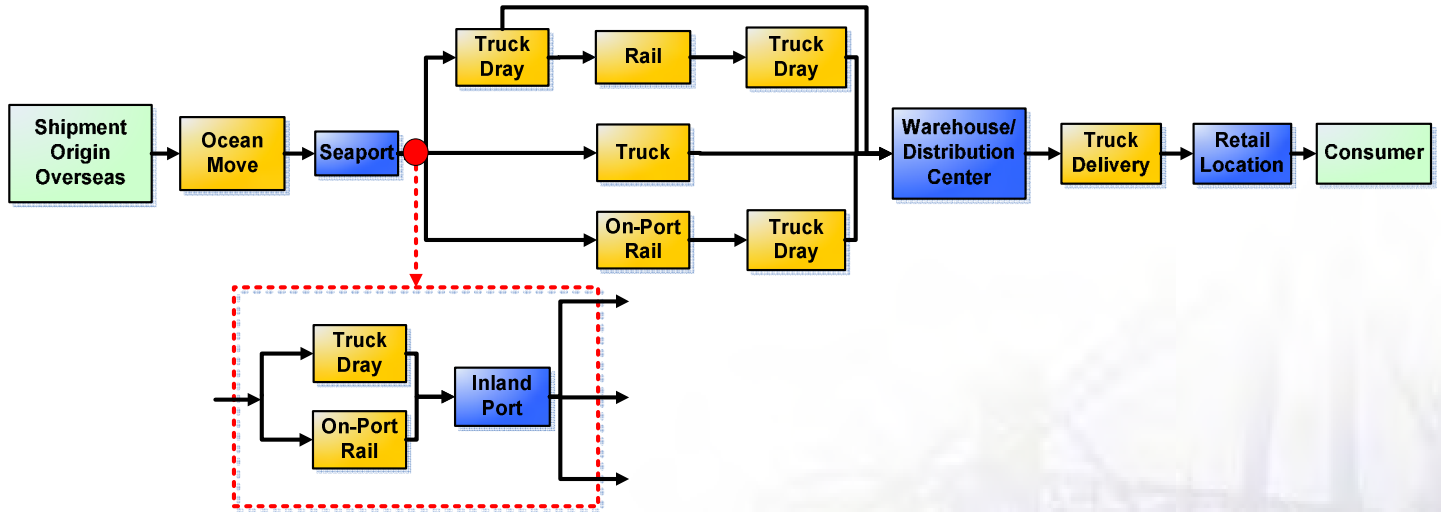 Shipment
Origin
Overseas
Ocean
Move
Seaport
Truck
Dray
Rail
Truck
Dray
Truck
On-Port
Rail
Truck
Dray
Warehouse/
Distribution
Center
Truck
Delivery
Retail
Location
Consumer
Truck
Dray
On-Port
Rail
Inland
Port